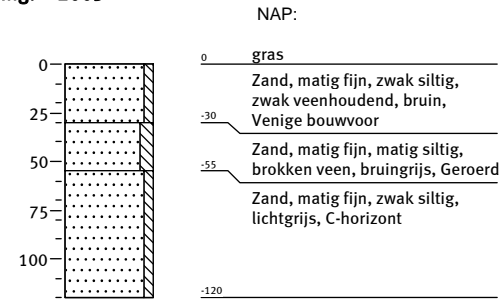 NAP:
0 gras
Zand, matig fijn, zwak siltig,
zwak veenhoudend, bruin,
Venige bouwvoor
-30
Zand, matig fijn, matig siltig,
brokken veen, bruingrijs, Geroerd
-55
Zand, matig fijn, zwak siltig,
lichtgrijs, C-horizont
-120
0
25
50
75
100